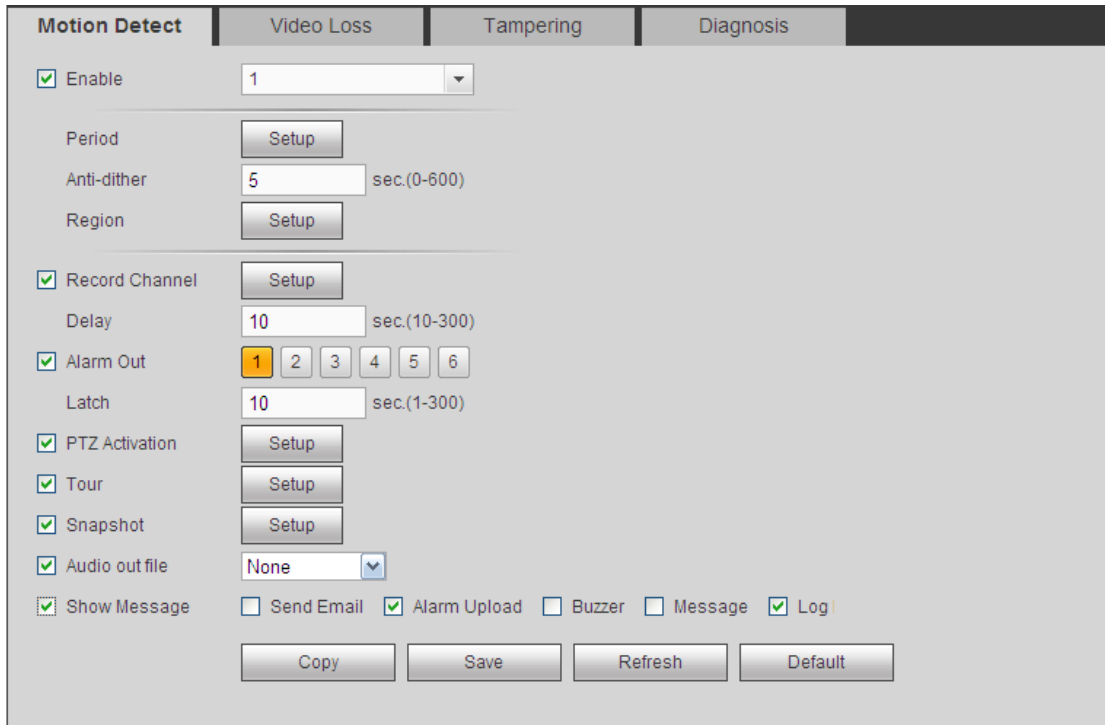 Motion Detect Video Loss Tampering Diagnosis
Enable 1
Period Setup
Anti-dither 5 sec.(0-600)
Region Setup
Record Channel Setup
Delay 10 sec.(10-300)
Alarm Out 1 2 3 4 5 6
Latch 10 sec.(1-300)
PTZ Activation Setup
Tour Setup
Snapshot Setup
Audio out file None
Show Message Send Email Alarm Upload Buzzer Message Log
Copy Save Refresh Default